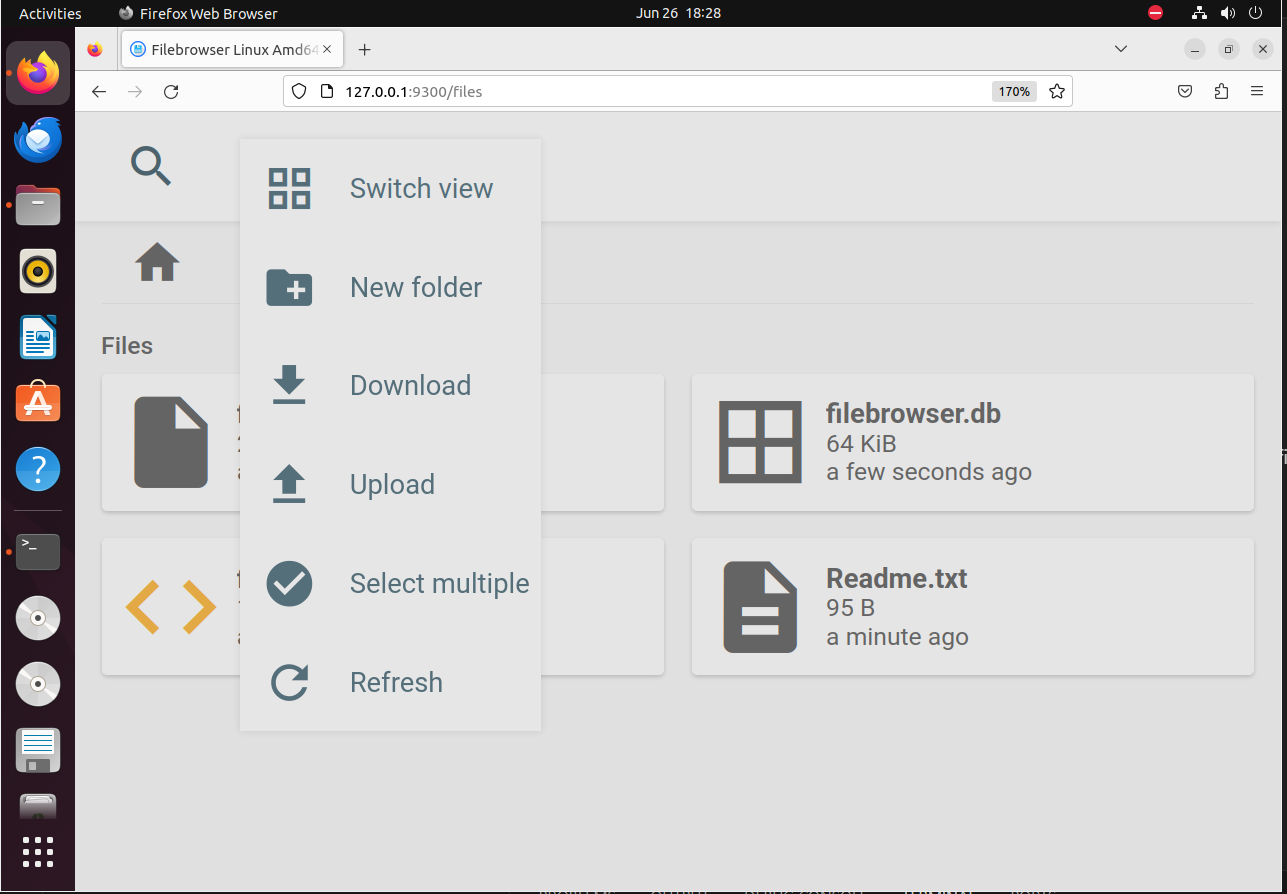 Activities
Firefox Web Browser
Jun 26 18:28
Filebrowser Linux Amd64
127.0.0.1:9300/files
170%
Switch view
New folder
Download
Upload
Select multiple
Refresh
Files
filebrowser.db
64 KiB
a few seconds ago
Readme.txt
95 B
a minute ago